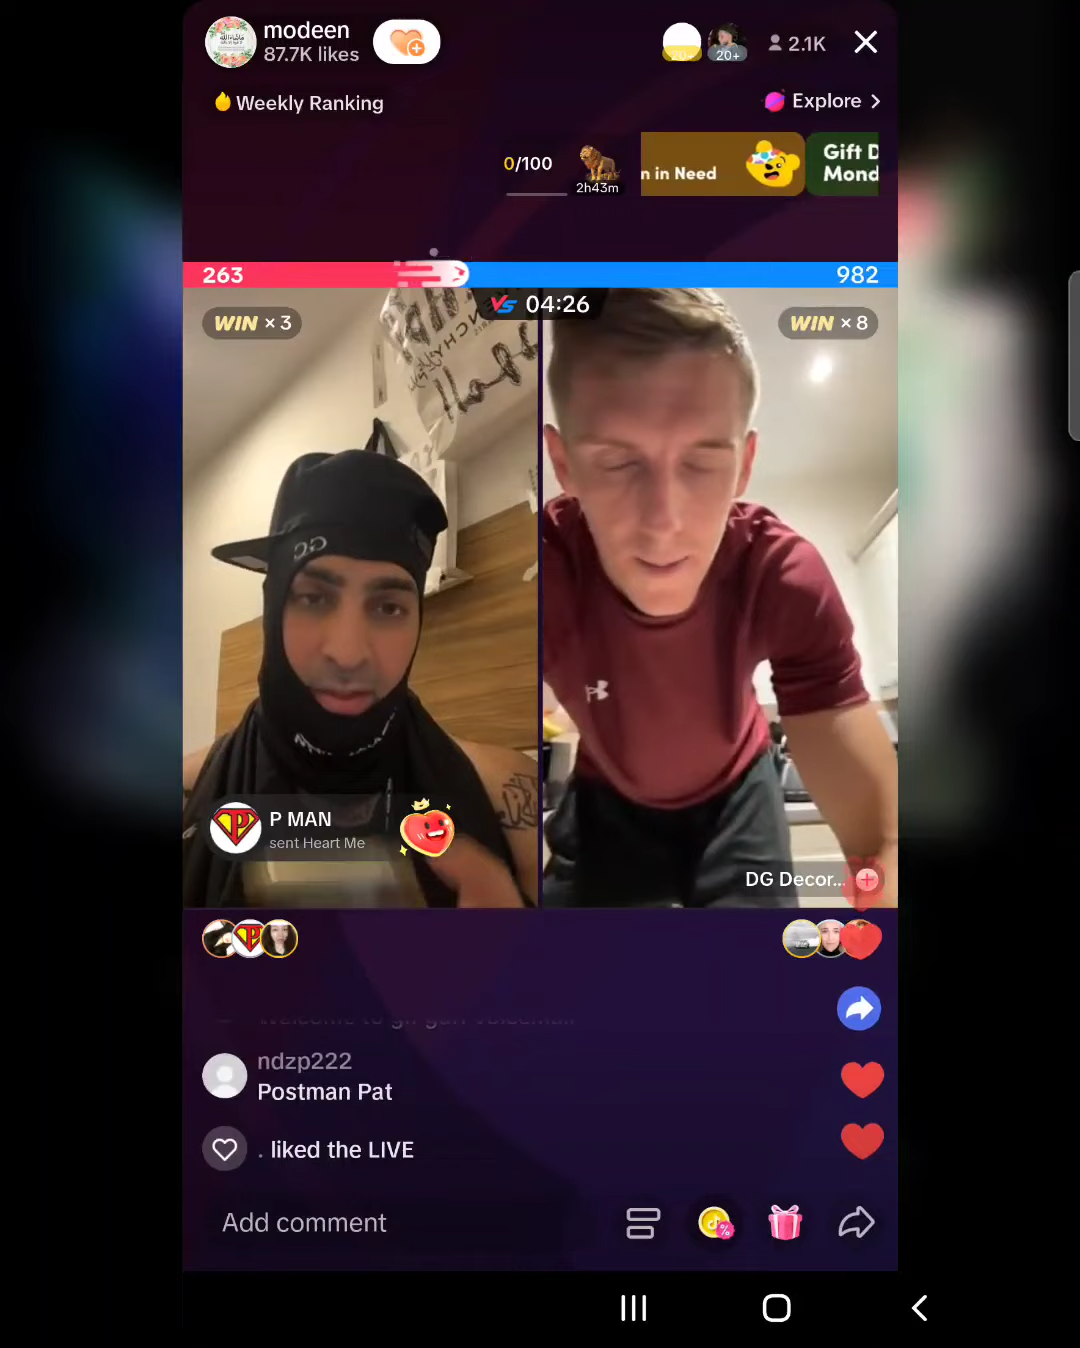 modeen
87.7K likes
20+
2.1K
Weekly Ranking
Explore
0/100
2h43m
n in Need
Gift D
Mond
263
982
VS 04:26
WIN × 3
WIN × 8
P MAN
sent Heart Me
DG Decor...
ndzp222
Postman Pat
. liked the LIVE
Add comment